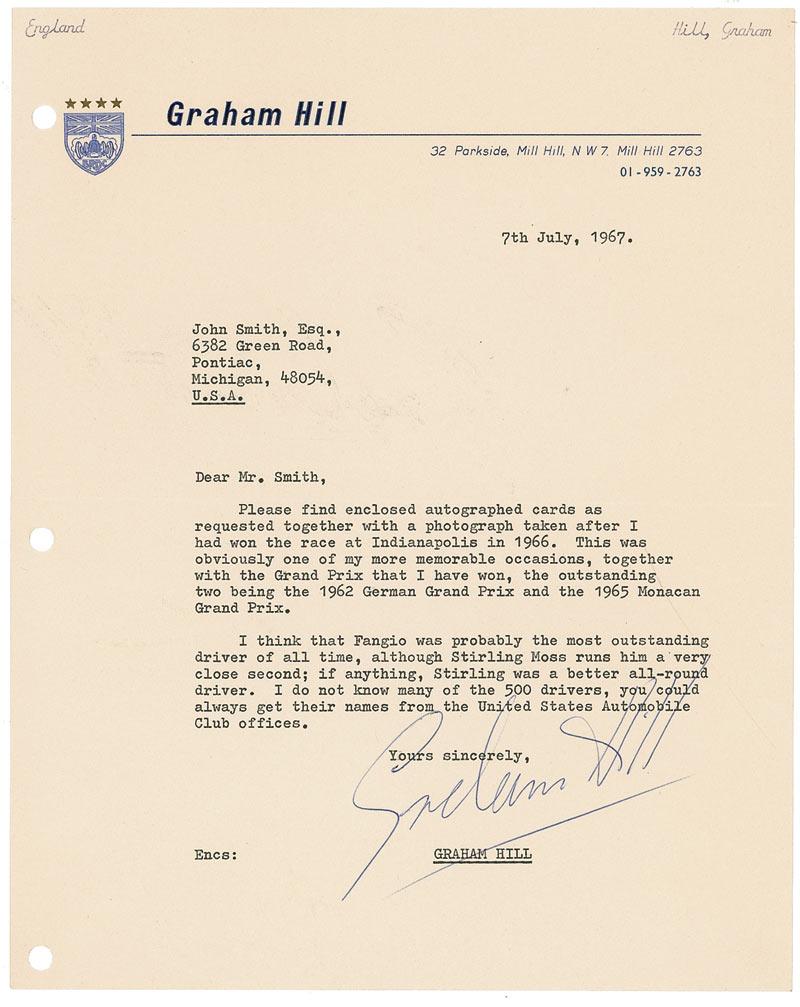 England
Hill, Graham
BRDC
Graham Hill
32 Parkside, Mill Hill, N W 7. Mill Hill 2763
01-959-2763
7th July, 1967.
John Smith, Esq.,
6382 Green Road,
Pontiac,
Michigan, 48054,
U.S.A.
Dear Mr. Smith,
Please find enclosed autographed cards as
requested together with a photograph taken after I
had won the race at Indianapolis in 1966. This was
obviously one of my more memorable occasions, together
with the Grand Prix that I have won, the outstanding
two being the 1962 German Grand Prix and the 1965 Monacan
Grand Prix.
I think that Fangio was probably the most outstanding
driver of all time, although Stirling Moss runs him a very
close second; if anything, Stirling was a better all-round
driver. I do not know many of the 500 drivers, you could
always get their names from the United States Automobile
Club offices.
Yours sincerely,
Graham Hill
Encs:
GRAHAM HILL